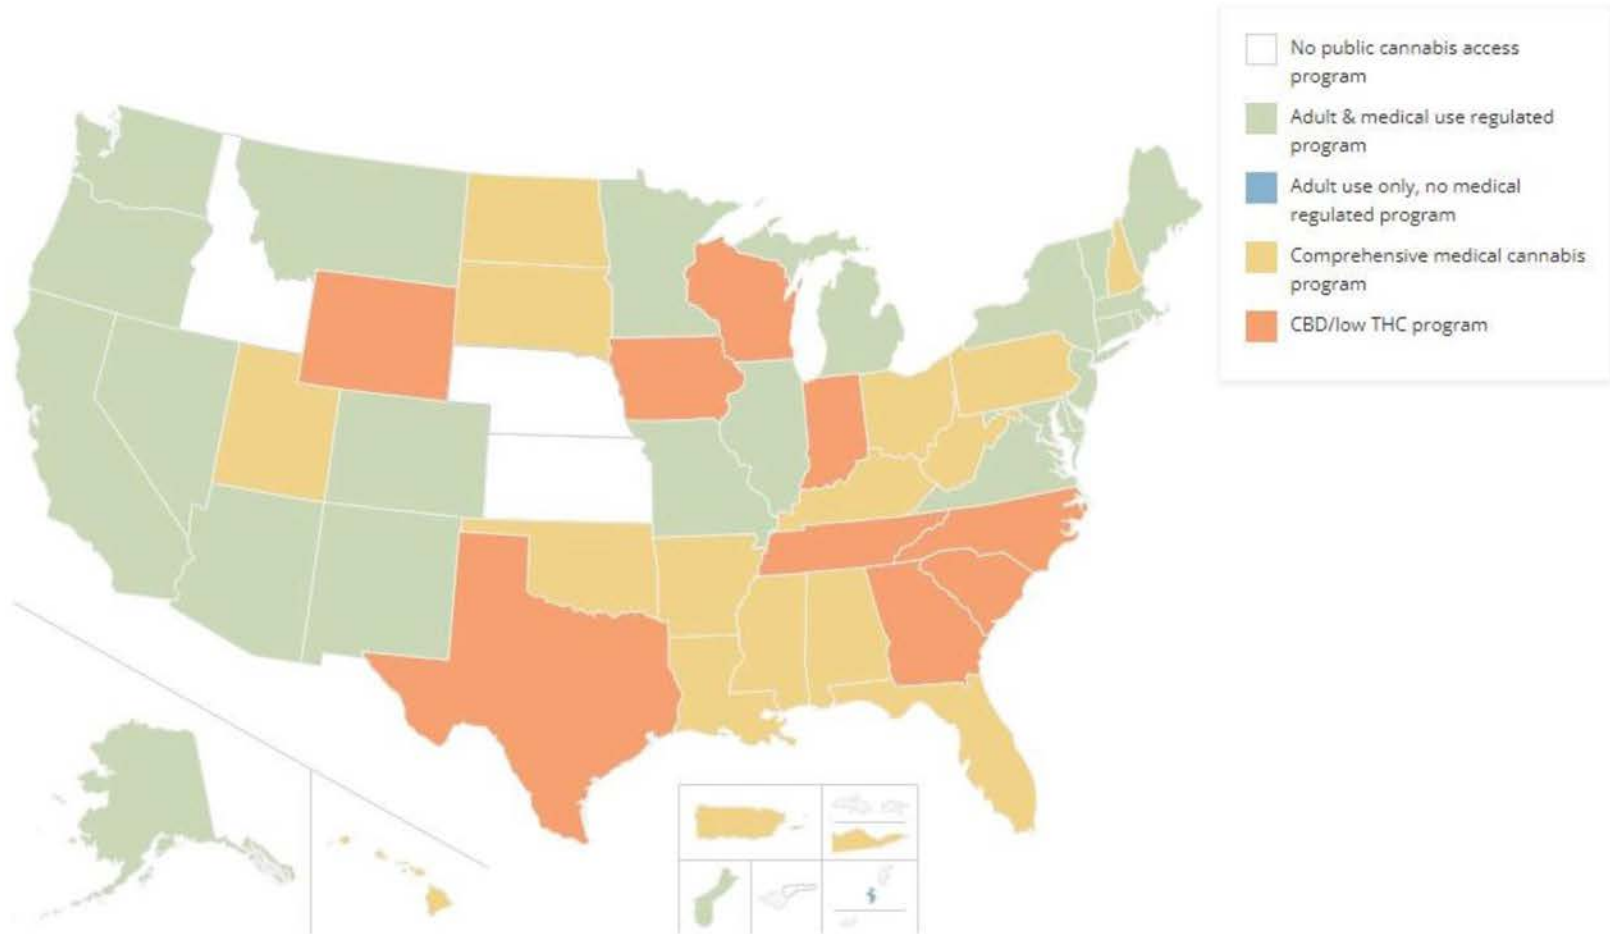 No public cannabis access
program
Adult & medical use regulated
program
Adult use only, no medical
regulated program
Comprehensive medical cannabis
program
CBD/low THC program